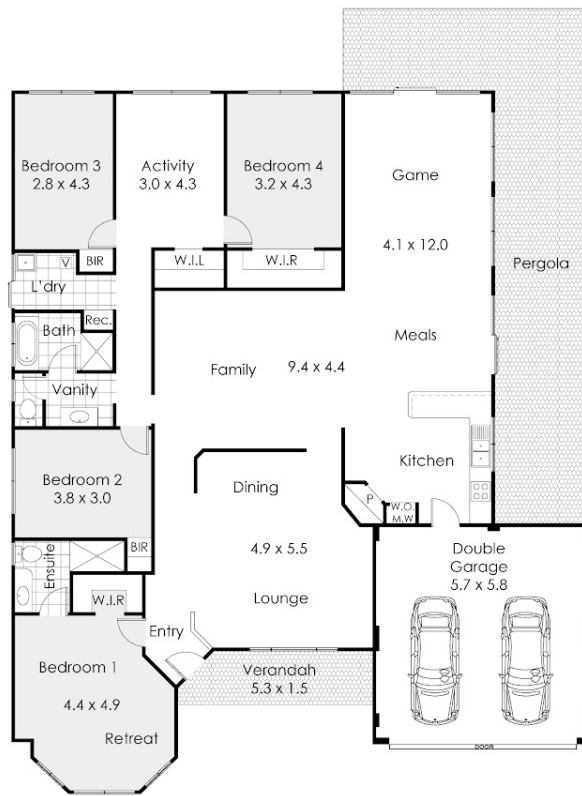 Bedroom 3
2.8 x 4.3
Activity
3.0 x 4.3
Bedroom 4
3.2 x 4.3
Game
4.1 x 12.0
Pergola
BIR
W.I.L
W.I.R
V
L'dry
Rec.
Bath
Vanity
Family
9.4 x 4.4
Meals
Kitchen
Bedroom 2
3.8 x 3.0
Dining
4.9 x 5.5
Lounge
P
W.O.
M.W
BIR
Ensuite
W.I.R
Entry
Double
Garage
5.7 x 5.8
Bedroom 1
4.4 x 4.9
Retreat
Verandah
5.3 x 1.5
DOOR